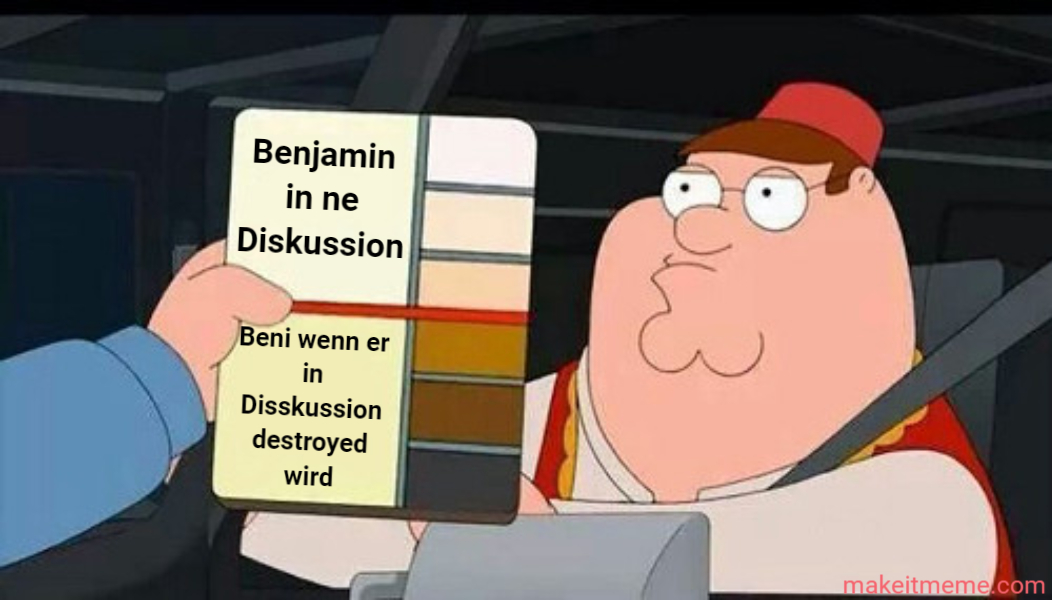 Benjamin
in ne
Diskussion
Beni wenn er
in
Disskussion
destroyed
wird
makeitmeme.com